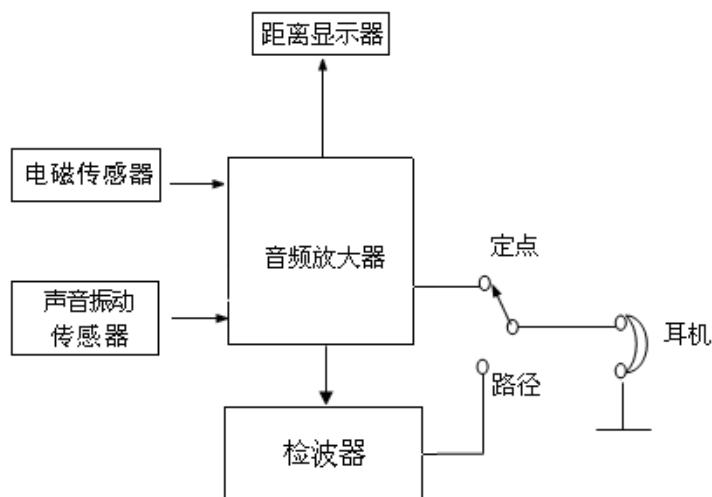 距离显示器
电磁传感器
音频放大器
定点
声音振动
传感器
耳机
路径
检波器